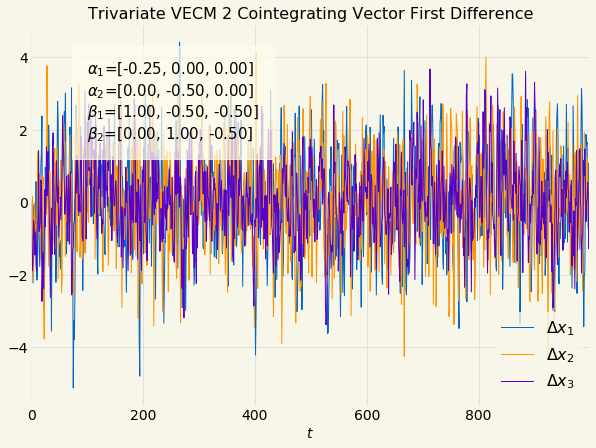 Trivariate VECM 2 Cointegrating Vector First Difference
α₁=[-0.25, 0.00, 0.00]
α₂=[0.00, -0.50, 0.00]
β₁=[1.00, -0.50, -0.50]
β₂=[0.00, 1.00, -0.50]
4
2
0
−2
−4
Δx₁
Δx₂
Δx₃
0 200 400 600 800
t